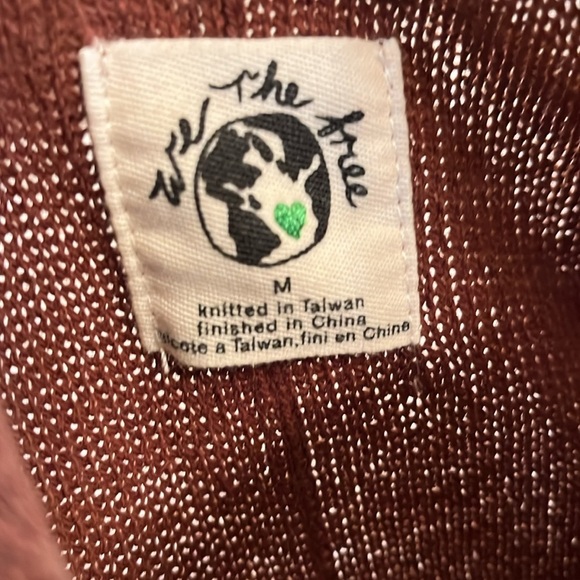 we the free
M
knitted in Taiwan
finished in China
a Taiwan,fini en Chine